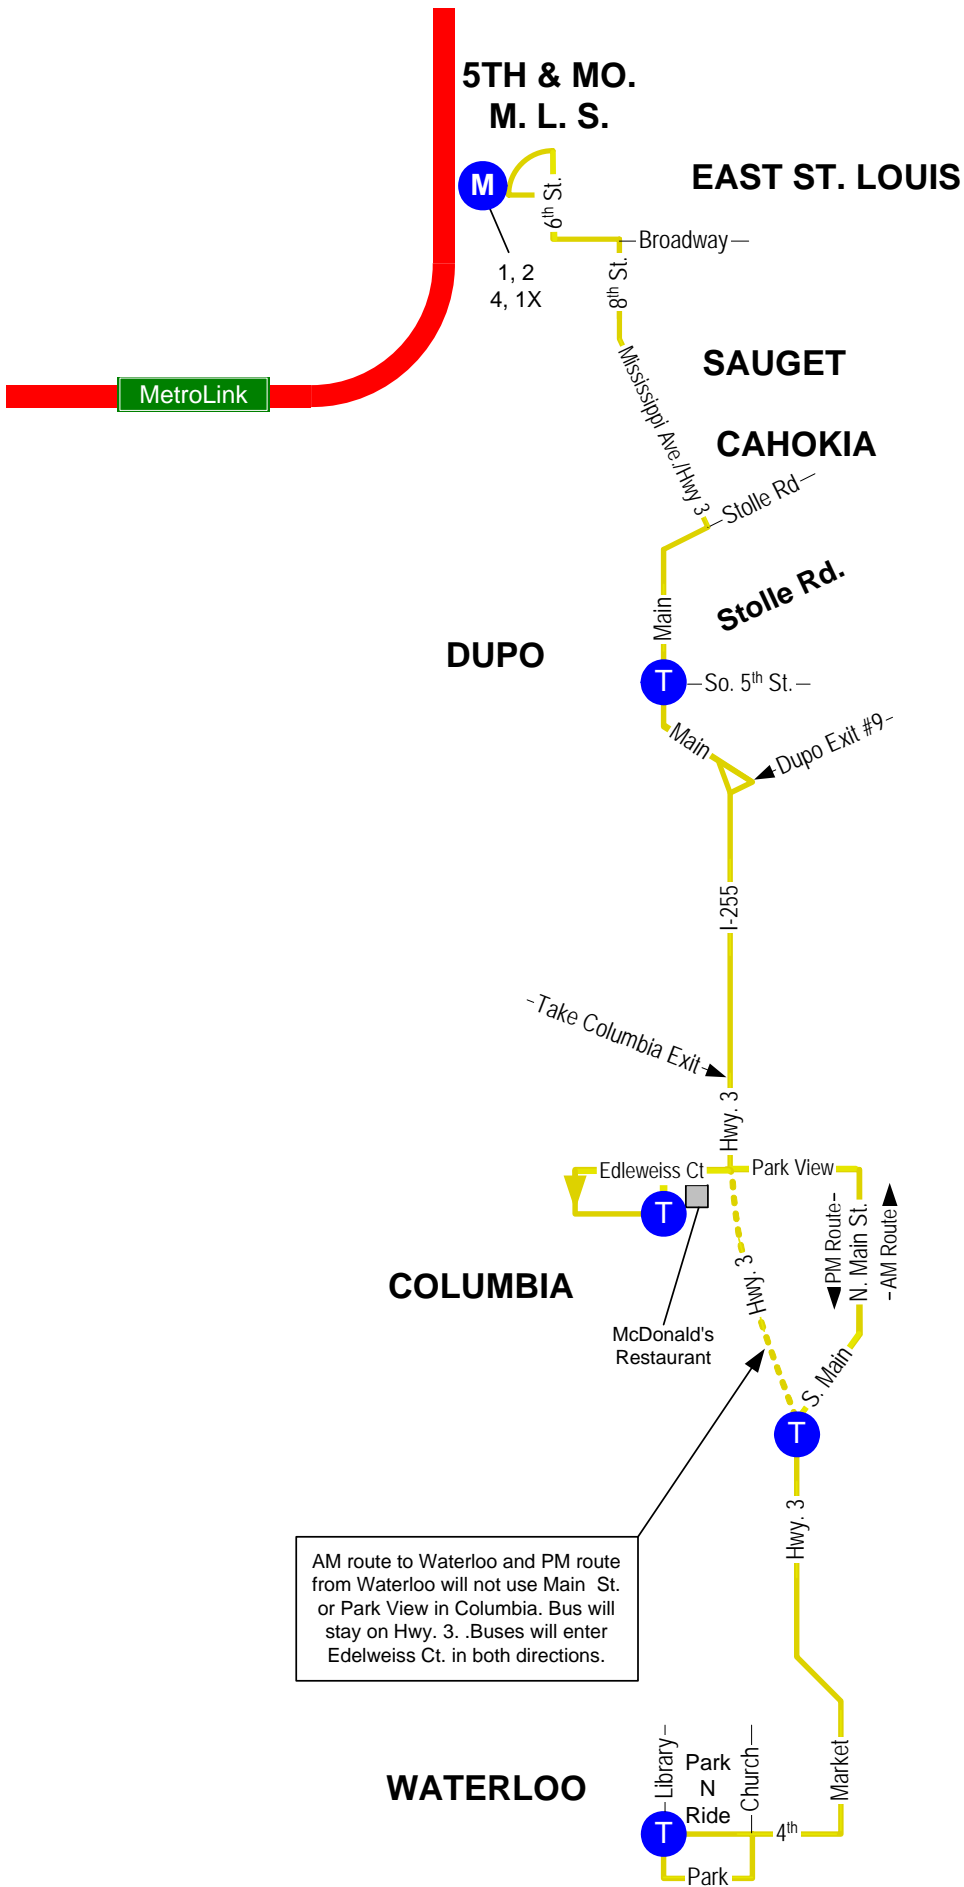 5TH & MO.
M. L. S.
M
6th St.
EAST ST. LOUIS
Broadway
1, 2
4, 1X
8th St.
MetroLink
SAUGET
Mississippi Ave./Hwy 3
CAHOKIA
Stolle Rd
Stolle Rd.
Main
DUPO
T
So. 5th St.
Main
Dupo Exit #9
I-255
Take Columbia Exit
Hwy. 3
Edleweiss Ct
Park View
T
PM Route
N. Main St.
AM Route
Hwy. 3
COLUMBIA
McDonald's
Restaurant
S. Main
T
Hwy. 3
AM route to Waterloo and PM route
from Waterloo will not use Main St.
or Park View in Columbia. Bus will
stay on Hwy. 3. .Buses will enter
Edelweiss Ct. in both directions.
WATERLOO
Library
Park
N
Ride
Church
Market
T
4th
Park